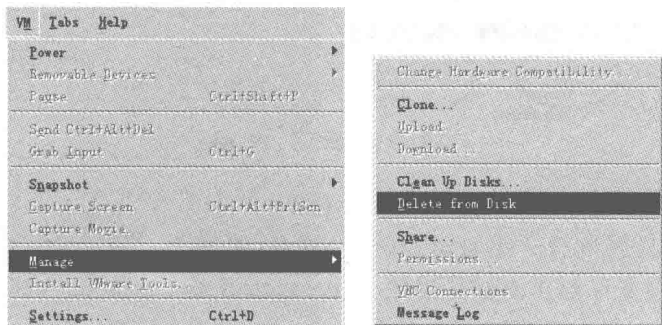 VM Tabs Help
Power
Removable Devices
Pause Ctrl+Shift+P
Send Ctrl+Alt+Del
Grab Input Ctrl+G
Snapshot
Capture Screen Ctrl+Alt+PrtScn
Capture Movie...
Manage
Install VMware Tools...
Settings... Ctrl+D
Change Hardware Compatibility...
Clone...
Upload
Download
Clean Up Disks...
Delete from Disk
Share...
Permissions
VNC Connections
Message Log